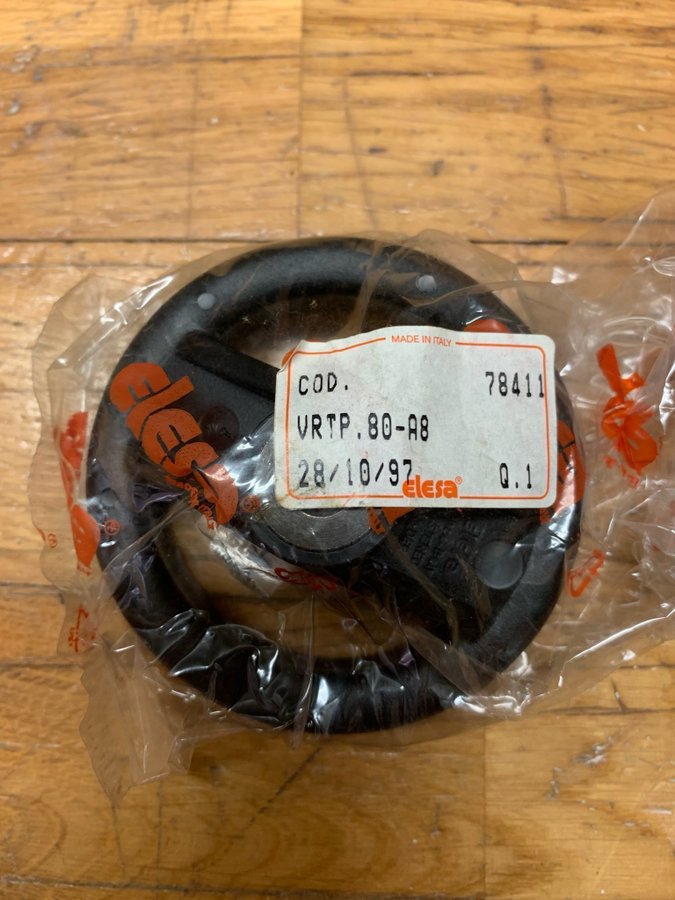 MADE IN ITALY
COD. 78411
VRTP.80-A8
28/10/97 elesa® Q.1
elesa